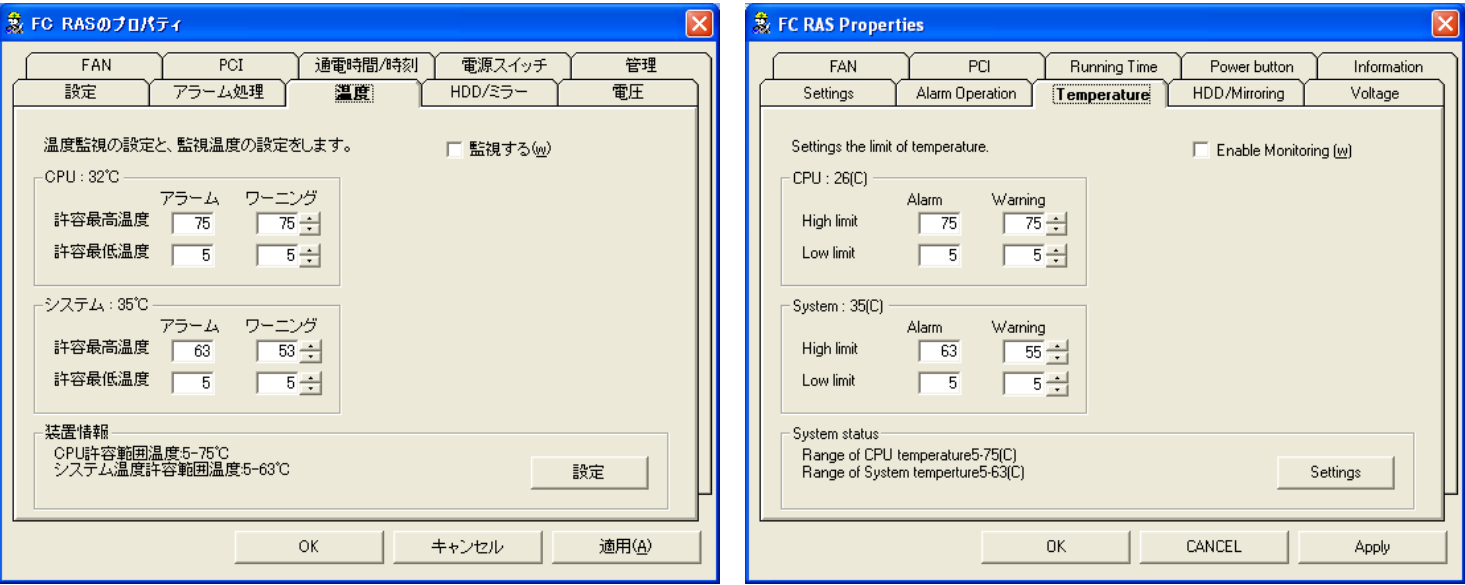 FC RASのプロパティ
FAN PCI 通電時間/時刻 電源スイッチ 管理
設定 アラーム処理 温度 HDD/ミラー 電圧
温度監視の設定と、監視温度の設定をします。 監視する(w)
CPU : 32℃
アラーム ワーニング
許容最高温度 75 75
許容最低温度 5 5
システム : 35℃
アラーム ワーニング
許容最高温度 63 53
許容最低温度 5 5
装置情報
CPU許容範囲温度:5-75℃
システム温度許容範囲温度:5-63℃
設定
OK キャンセル 適用(A)
FC RAS Properties
FAN PCI Running Time Power button Information
Settings Alarm Operation Temperature HDD/Mirroring Voltage
Settings the limit of temperature. Enable Monitoring (w)
CPU : 26(C)
Alarm Warning
High limit 75 75
Low limit 5 5
System : 35(C)
Alarm Warning
High limit 63 55
Low limit 5 5
System status
Range of CPU temperature5-75(C)
Range of System temperture5-63(C)
Settings
OK CANCEL Apply